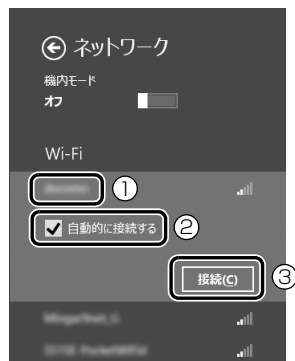 ネットワーク
機内モード
オフ
Wi-Fi
①
自動的に接続する ②
接続(C) ③